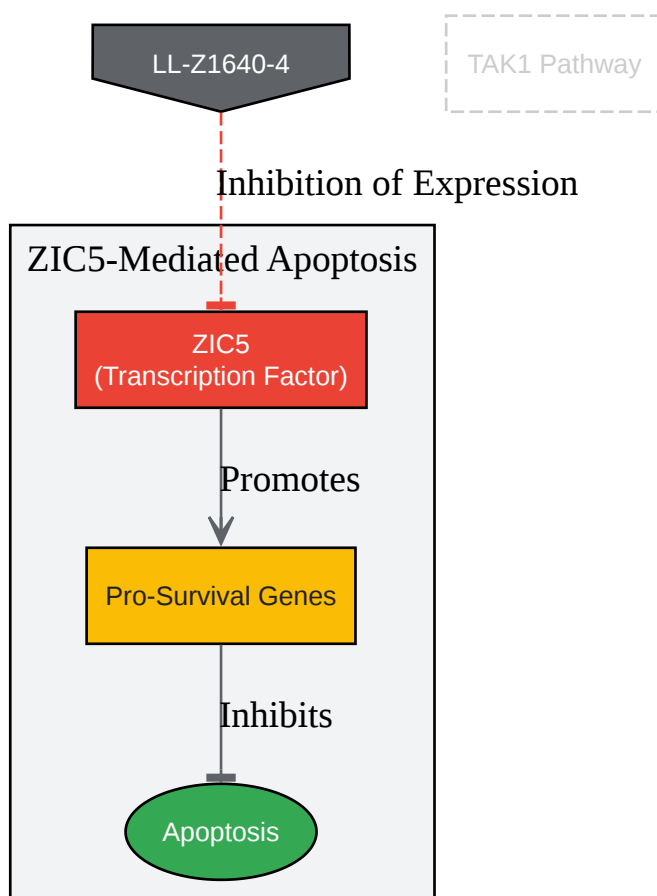 LL-Z1640-4
TAK1 Pathway
Inhibition of Expression
ZIC5-Mediated Apoptosis
ZIC5
(Transcription Factor)
Promotes
Pro-Survival Genes
Inhibits
Apoptosis